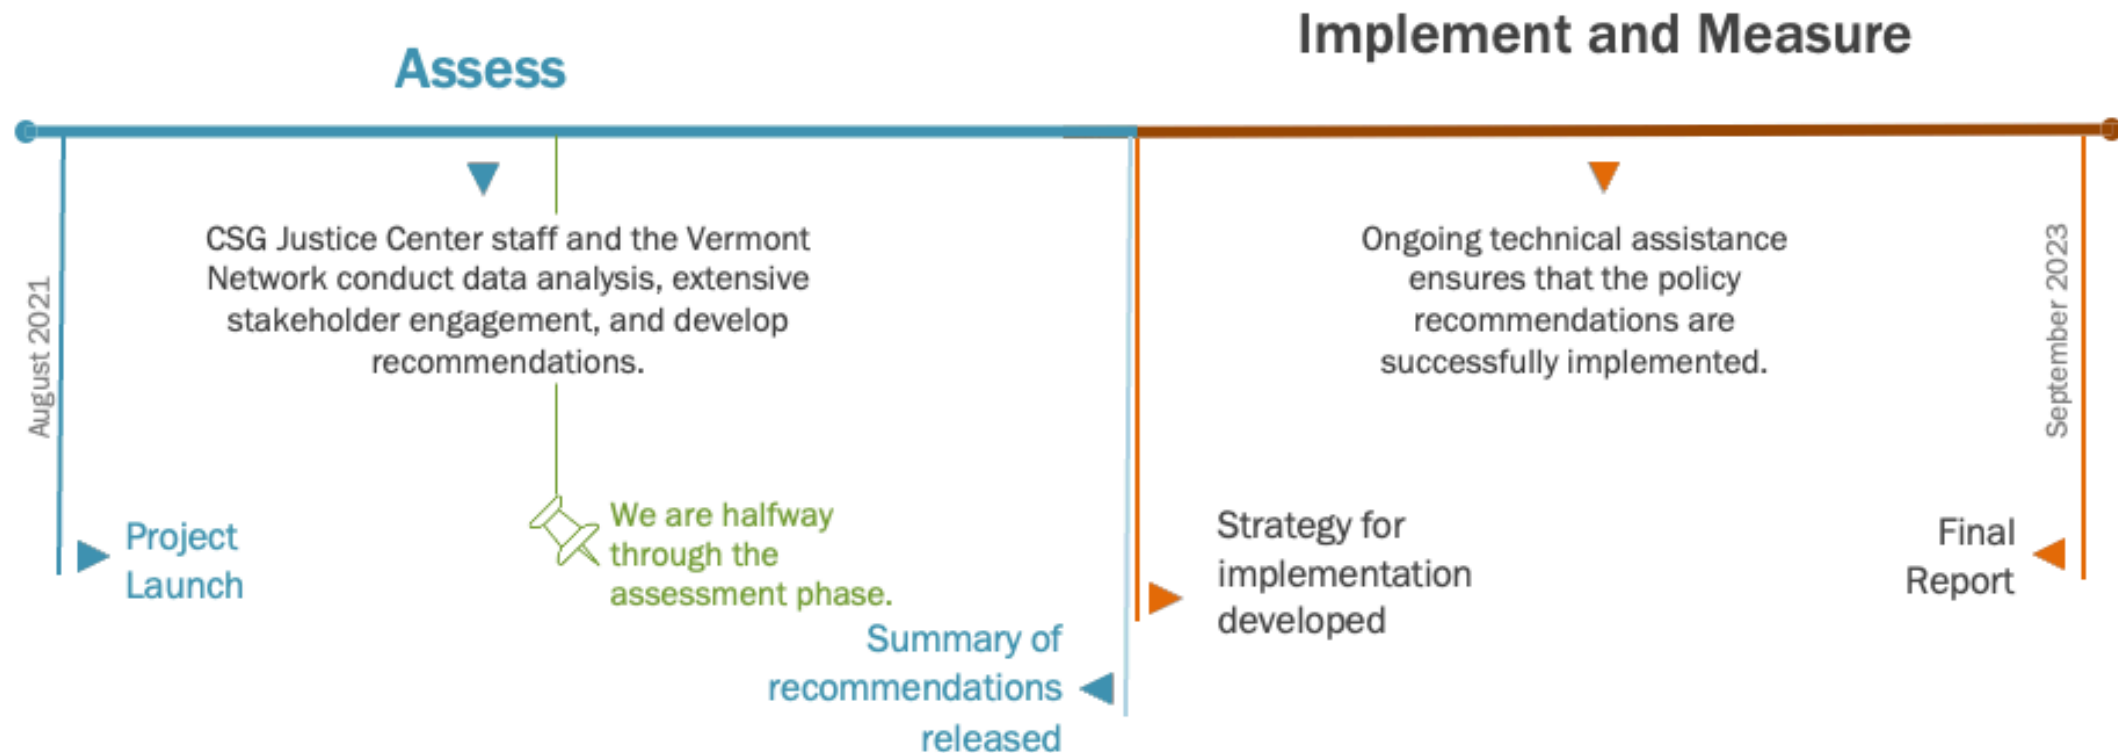 Assess
Implement and Measure
August 2021
CSG Justice Center staff and the Vermont
Network conduct data analysis, extensive
stakeholder engagement, and develop
recommendations.
Ongoing technical assistance
ensures that the policy
recommendations are
successfully implemented.
September 2023
Project
Launch
We are halfway
through the
assessment phase.
Summary of
recommendations
released
Strategy for
implementation
developed
Final
Report